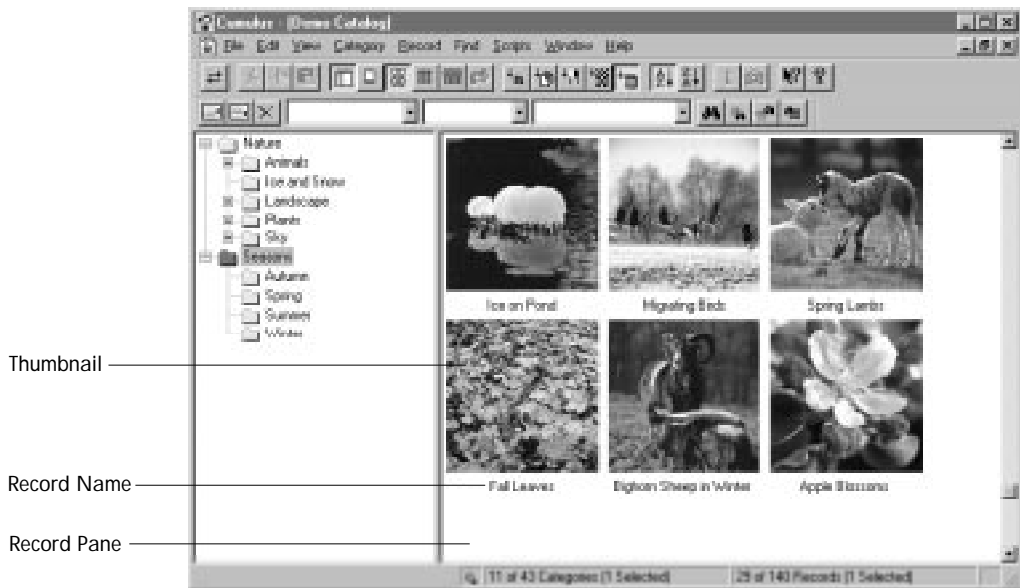 Cumulus - [Demo Catalog]
File Edit View Category Record Find Scripts Window Help
Nature
Animals
Ice and Snow
Landscape
Plants
Sky
Seasons
Autumn
Spring
Summer
Winter
Ice on Pond
Migrating Birds
Spring Lambs
Thumbnail
Record Name
Fall Leaves
Bighorn Sheep in Winter
Apple Blossoms
Record Pane
11 of 43 Categories (1 Selected)
29 of 140 Records (1 Selected)